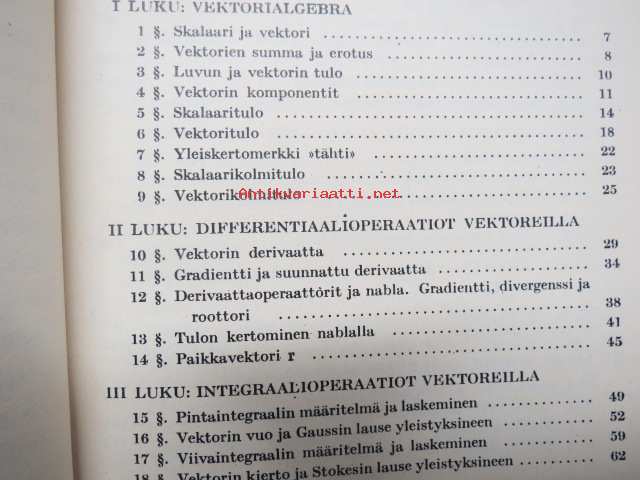 I LUKU: VEKTORIALGEBRA
1 §. Skalaari ja vektori ........................ 7
2 §. Vektorien summa ja erotus ........................ 8
3 §. Luvun ja vektorin tulo ........................ 10
4 §. Vektorin komponentit ........................ 11
5 §. Skalaaritulo ........................ 14
6 §. Vektoritulo ........................ 18
7 §. Yleiskertomerkki »tähti» ........................ 22
8 §. Skalaarikolmitulo ........................ 23
9 §. Vektorikolmitulo ........................ 25
Antikvariaatti.net
II LUKU: DIFFERENTIAALIOPERAATIOT VEKTOREILLA
10 §. Vektorin derivaatta ........................ 29
11 §. Gradientti ja suunnattu derivaatta ........................ 34
12 §. Derivaattaoperaattorit ja nabla. Gradientti, divergenssi ja
roottori ........................ 38
13 §. Tulon kertominen nablalla ........................ 41
14 §. Paikkavektori r ........................ 45
III LUKU: INTEGRAALIOPERAATIOT VEKTOREILLA
15 §. Pintaintegraalin määritelmä ja laskeminen ........................ 49
16 §. Vektorin vuo ja Gaussin lause yleistyksineen ........................ 52
17 §. Viivaintegraalin määritelmä ja laskeminen ........................ 59
18 §. Vektorin kierto ja Stokesin lause yleistyksineen ........................ 62